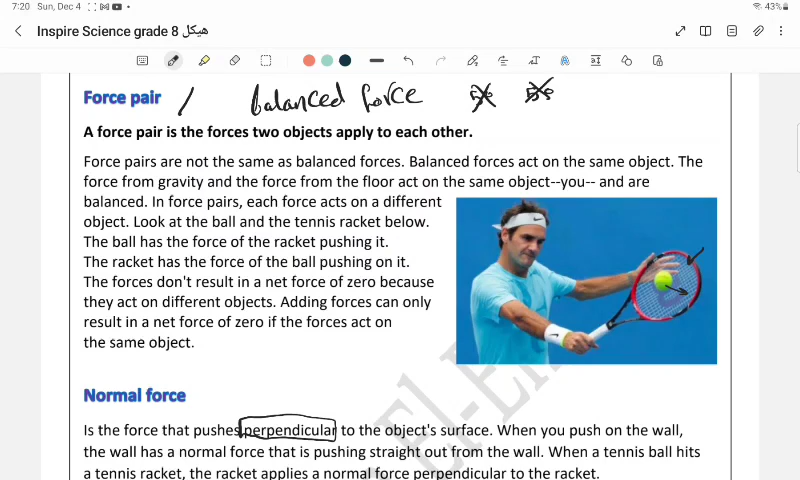 7:20 Sun, Dec 4 43%
Inspire Science grade 8 هيكل
Force pair / balanced force
A force pair is the forces two objects apply to each other.
Force pairs are not the same as balanced forces. Balanced forces act on the same object. The
force from gravity and the force from the floor act on the same object--you-- and are
balanced. In force pairs, each force acts on a different
object. Look at the ball and the tennis racket below.
The ball has the force of the racket pushing it.
The racket has the force of the ball pushing on it.
The forces don't result in a net force of zero because
they act on different objects. Adding forces can only
result in a net force of zero if the forces act on
the same object.
Normal force
Is the force that pushes perpendicular to the object's surface. When you push on the wall,
the wall has a normal force that is pushing straight out from the wall. When a tennis ball hits
a tennis racket, the racket applies a normal force perpendicular to the racket.